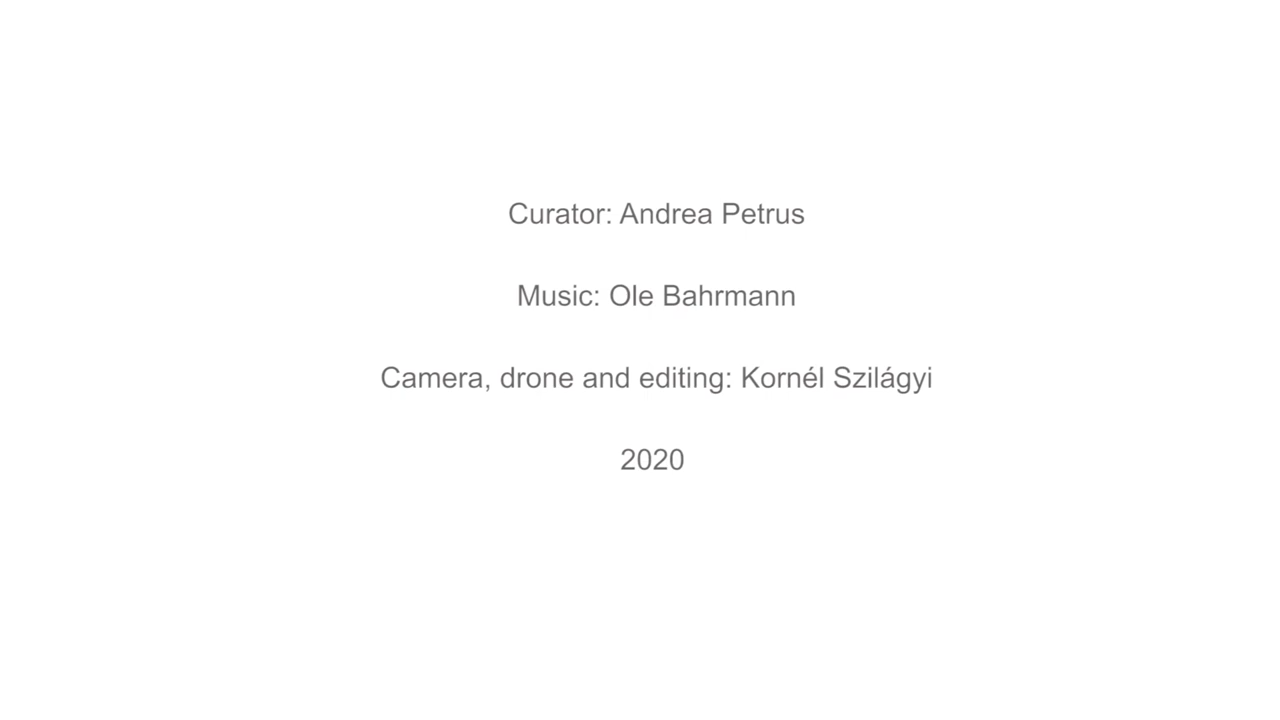 Curator: Andrea Petrus
Music: Ole Bahrmann
Camera, drone and editing: Kornél Szilágyi
2020